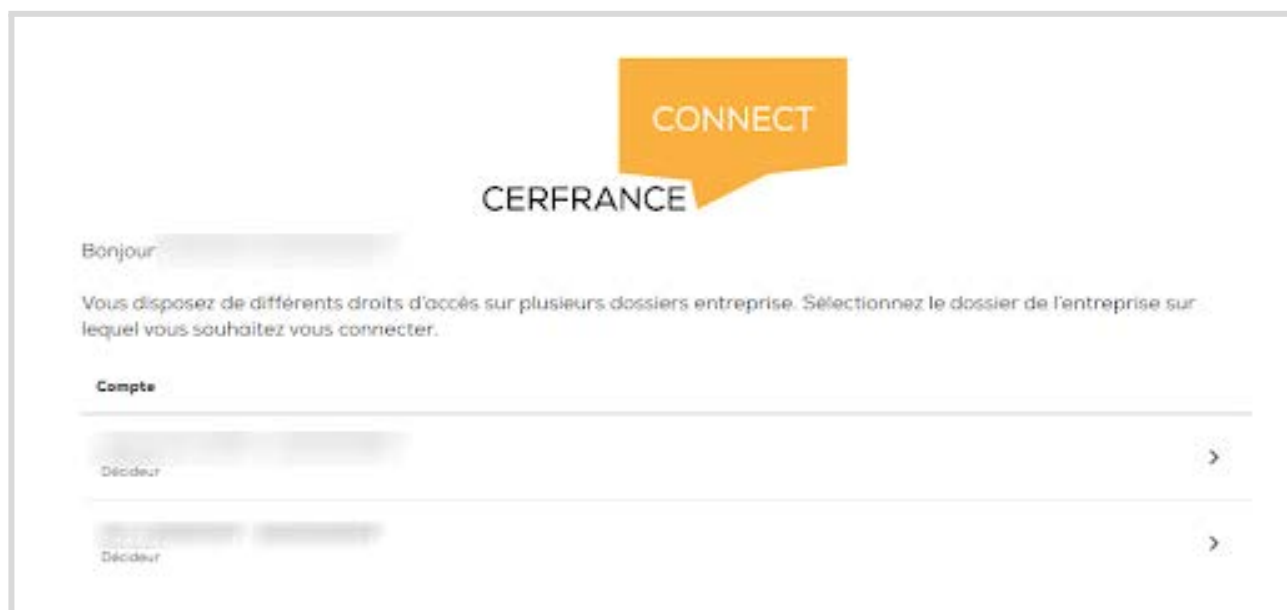 CONNECT
CERFRANCE
Bonjour
Vous disposez de différents droits d'accès sur plusieurs dossiers entreprise. Sélectionnez le dossier de l'entreprise sur
lequel vous souhaitez vous connecter.
Compte
Décideur
Décideur